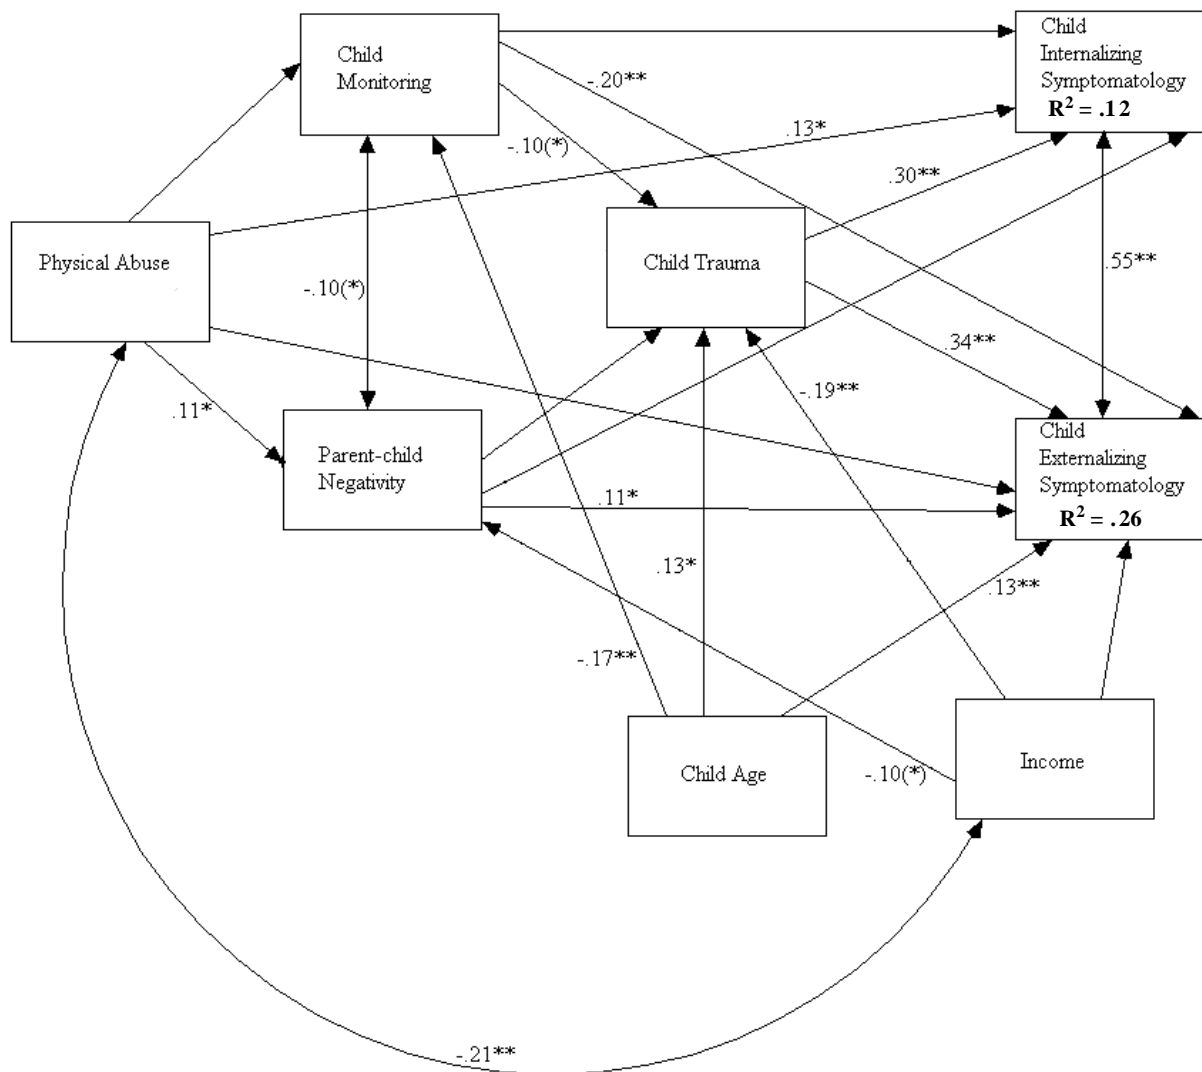 Child
Monitoring
Child
Internalizing
Symptomatology
R² = .12
-.20**
.13*
-.10(*)
.30**
Physical Abuse
Child Trauma
-.10(*)
.55**
.34**
-.19**
.11*
Parent-child
Negativity
Child
Externalizing
Symptomatology
R² = .26
.11*
.13*
.13**
-.17**
Child Age
-.10(*)
Income
-.21**